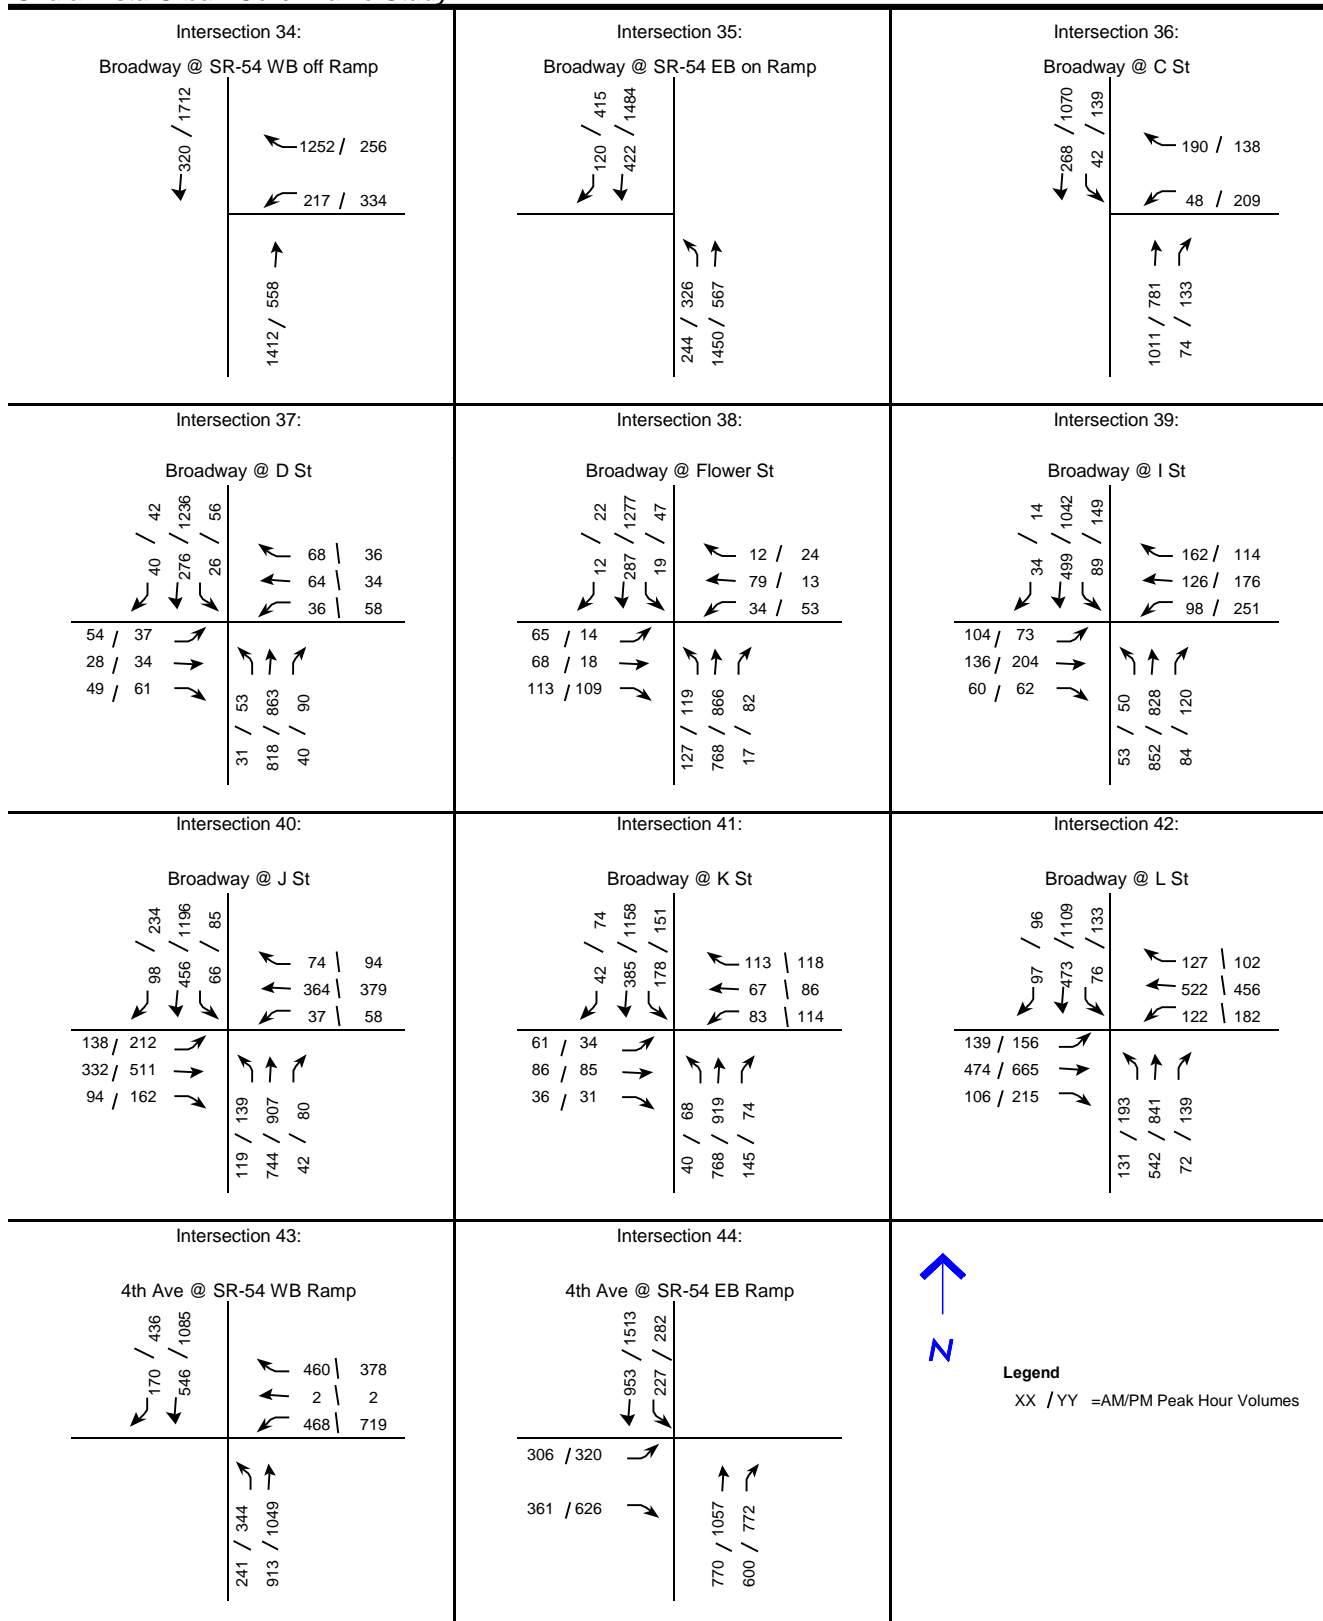 Intersection 34:
Broadway @ SR-54 WB off Ramp
320 / 1712
1252 / 256
217 / 334
1412 / 558
Intersection 35:
Broadway @ SR-54 EB on Ramp
120 / 415
422 / 1484
244 / 326
1450 / 567
Intersection 36:
Broadway @ C St
268 / 1070
42 / 139
190 / 138
48 / 209
1011 / 781
74 / 133
Intersection 37:
Broadway @ D St
40 / 42
276 / 1236
26 / 56
68 \ 36
64 \ 34
36 \ 58
54 / 37
28 / 34
49 / 61
31 / 53
818 / 863
40 / 90
Intersection 38:
Broadway @ Flower St
12 / 22
287 / 1277
19 / 47
12 / 24
79 / 13
34 / 53
65 / 14
68 / 18
113 / 109
127 / 119
768 / 866
17 / 82
Intersection 39:
Broadway @ I St
34 / 14
499 / 1042
89 / 149
162 / 114
126 / 176
98 / 251
104 / 73
136 / 204
60 / 62
53 / 50
852 / 828
84 / 120
Intersection 40:
Broadway @ J St
98 / 234
456 / 1196
66 / 85
74 \ 94
364 \ 379
37 \ 58
138 / 212
332 / 511
94 / 162
119 / 139
744 / 907
42 / 80
Intersection 41:
Broadway @ K St
42 / 74
385 / 1158
178 / 151
113 \ 118
67 \ 86
83 \ 114
61 / 34
86 / 85
36 / 31
40 / 68
768 / 919
145 / 74
Intersection 42:
Broadway @ L St
97 / 96
473 / 1109
76 / 133
127 \ 102
522 \ 456
122 \ 182
139 / 156
474 / 665
106 / 215
131 / 193
542 / 841
72 / 139
Intersection 43:
4th Ave @ SR-54 WB Ramp
170 / 436
546 / 1085
460 \ 378
2 \ 2
468 \ 719
241 / 344
913 / 1049
Intersection 44:
4th Ave @ SR-54 EB Ramp
953 / 1513
227 / 282
306 / 320
361 / 626
770 / 1057
600 / 772
N
Legend
XX / YY =AM/PM Peak Hour Volumes